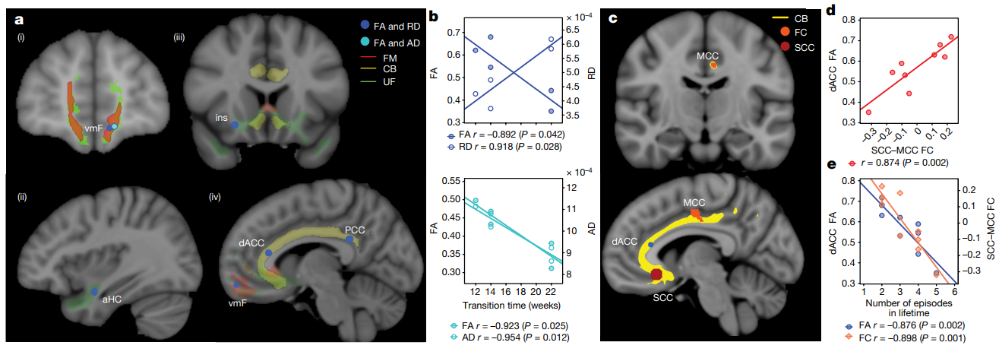 a
(i)
(iii)
FA and RD
FA and AD
FM
CB
UF
vmF
ins
(ii)
(iv)
aHC
PCC
dACC
vmF
b
× 10⁻⁴
0.7
0.6
0.5
0.4
0.3
FA
6.5
6.0
5.5
5.0
4.5
4.0
3.5
RD
FA r = −0.892 (P = 0.042)
RD r = 0.918 (P = 0.028)
× 10⁻⁴
0.55
0.50
0.45
0.40
0.35
0.30
FA
12
11
10
9
8
AD
12 14 16 18 20 22
Transition time (weeks)
FA r = −0.923 (P = 0.025)
AD r = −0.954 (P = 0.012)
c
CB
FC
SCC
MCC
MCC
dACC
SCC
d
0.8
0.7
0.6
0.5
0.4
0.3
dACC FA
−0.3 −0.2 −0.1 0 0.1 0.2
SCC–MCC FC
r = 0.874 (P = 0.002)
e
0.8
0.7
0.6
0.5
0.4
0.3
dACC FA
0.2
0.1
0
−0.1
−0.2
−0.3
SCC–MCC FC
1 2 3 4 5 6
Number of episodes
in lifetime
FA r = −0.876 (P = 0.002)
FC r = −0.898 (P = 0.001)